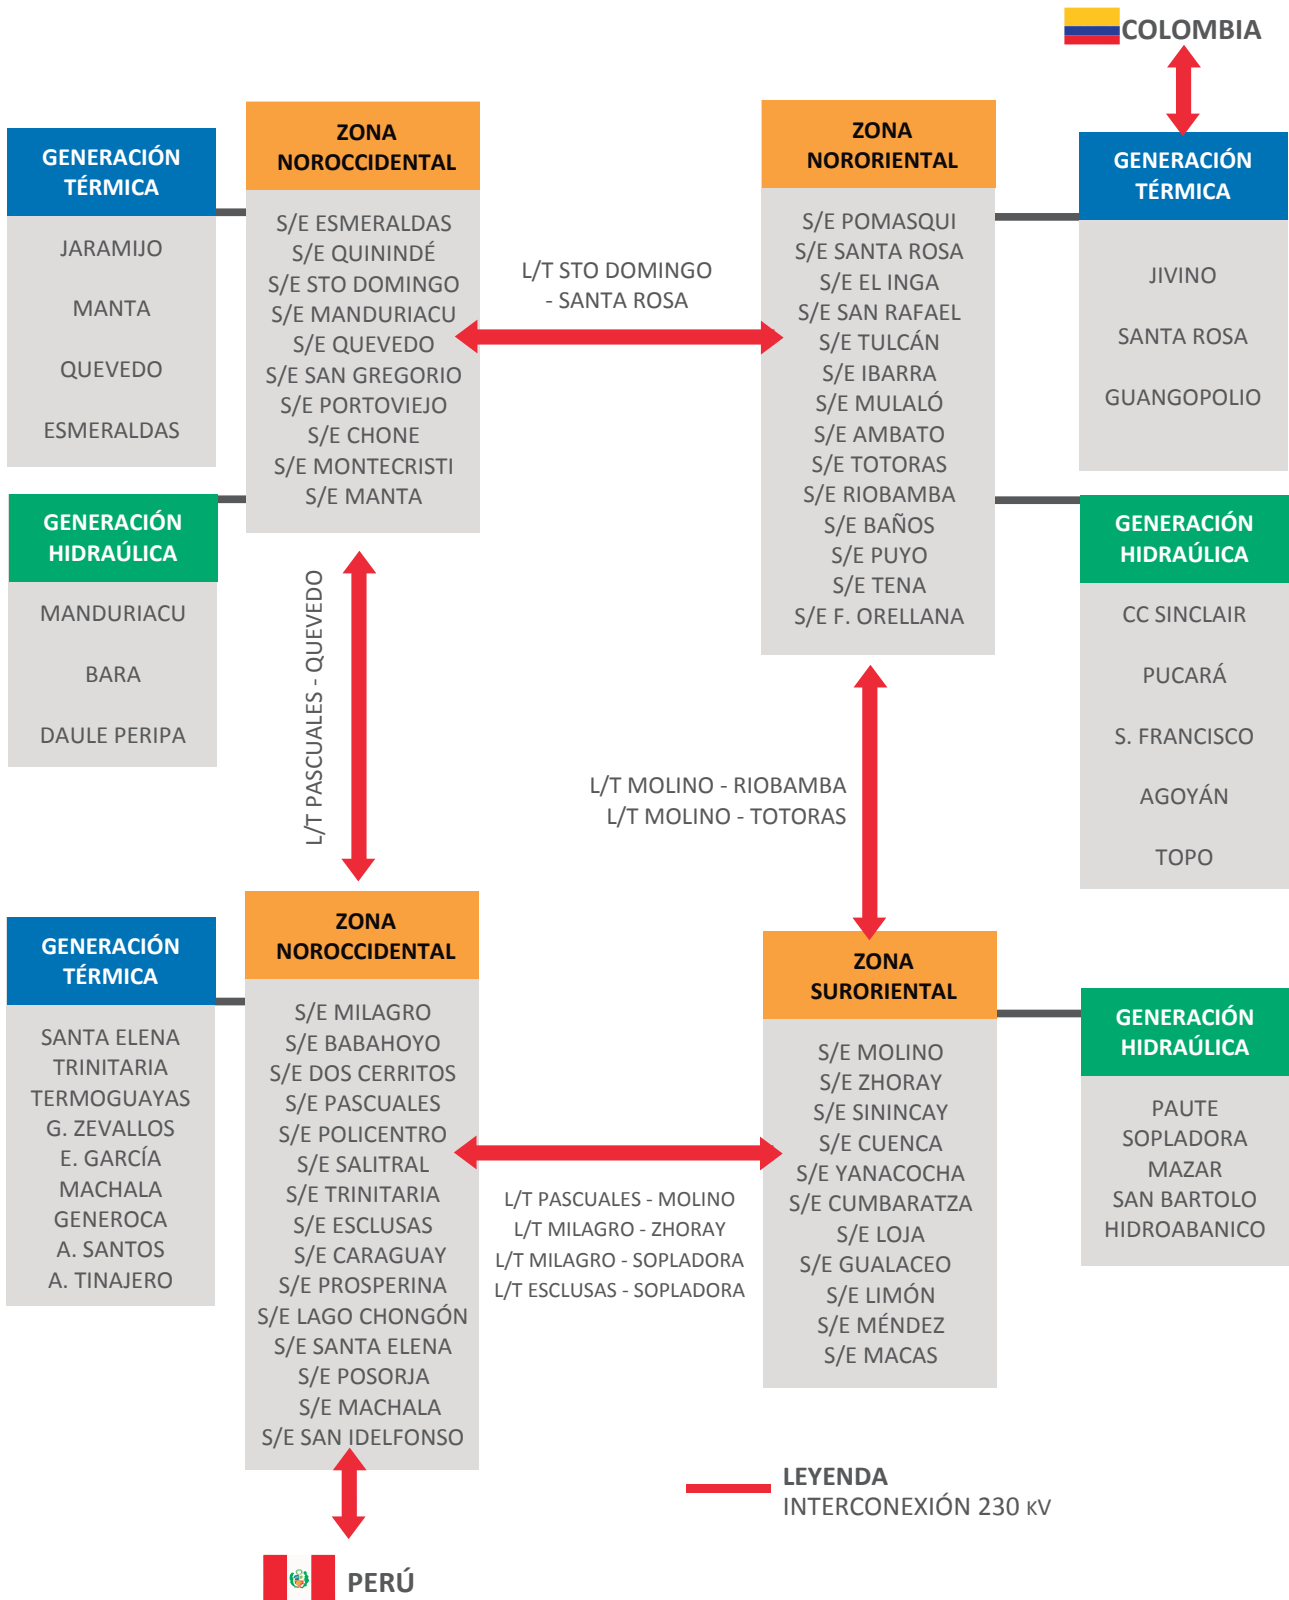 COLOMBIA
GENERACIÓN
TÉRMICA
JARAMIJO
MANTA
QUEVEDO
ESMERALDAS
GENERACIÓN
HIDRAÚLICA
MANDURIACU
BARA
DAULE PERIPA
ZONA
NOROCCIDENTAL
S/E ESMERALDAS
S/E QUININDÉ
S/E STO DOMINGO
S/E MANDURIACU
S/E QUEVEDO
S/E SAN GREGORIO
S/E PORTOVIEJO
S/E CHONE
S/E MONTECRISTI
S/E MANTA
L/T STO DOMINGO
- SANTA ROSA
ZONA
NORORIENTAL
S/E POMASQUI
S/E SANTA ROSA
S/E EL INGA
S/E SAN RAFAEL
S/E TULCÁN
S/E IBARRA
S/E MULALÓ
S/E AMBATO
S/E TOTORAS
S/E RIOBAMBA
S/E BAÑOS
S/E PUYO
S/E TENA
S/E F. ORELLANA
GENERACIÓN
TÉRMICA
JIVINO
SANTA ROSA
GUANGOPOLIO
GENERACIÓN
HIDRAÚLICA
CC SINCLAIR
PUCARÁ
S. FRANCISCO
AGOYÁN
TOPO
L/T PASCUALES - QUEVEDO
L/T MOLINO - RIOBAMBA
L/T MOLINO - TOTORAS
GENERACIÓN
TÉRMICA
SANTA ELENA
TRINITARIA
TERMOGUAYAS
G. ZEVALLOS
E. GARCÍA
MACHALA
GENEROCA
A. SANTOS
A. TINAJERO
ZONA
NOROCCIDENTAL
S/E MILAGRO
S/E BABAHOYO
S/E DOS CERRITOS
S/E PASCUALES
S/E POLICENTRO
S/E SALITRAL
S/E TRINITARIA
S/E ESCLUSAS
S/E CARAGUAY
S/E PROSPERINA
S/E LAGO CHONGÓN
S/E SANTA ELENA
S/E POSORJA
S/E MACHALA
S/E SAN IDELFONSO
L/T PASCUALES - MOLINO
L/T MILAGRO - ZHORAY
L/T MILAGRO - SOPLADORA
L/T ESCLUSAS - SOPLADORA
ZONA
SURORIENTAL
S/E MOLINO
S/E ZHORAY
S/E SININCAY
S/E CUENCA
S/E YANACOCHA
S/E CUMBARATZA
S/E LOJA
S/E GUALACEO
S/E LIMÓN
S/E MÉNDEZ
S/E MACAS
GENERACIÓN
HIDRAÚLICA
PAUTE
SOPLADORA
MAZAR
SAN BARTOLO
HIDROABANICO
LEYENDA
INTERCONEXIÓN 230 KV
PERÚ